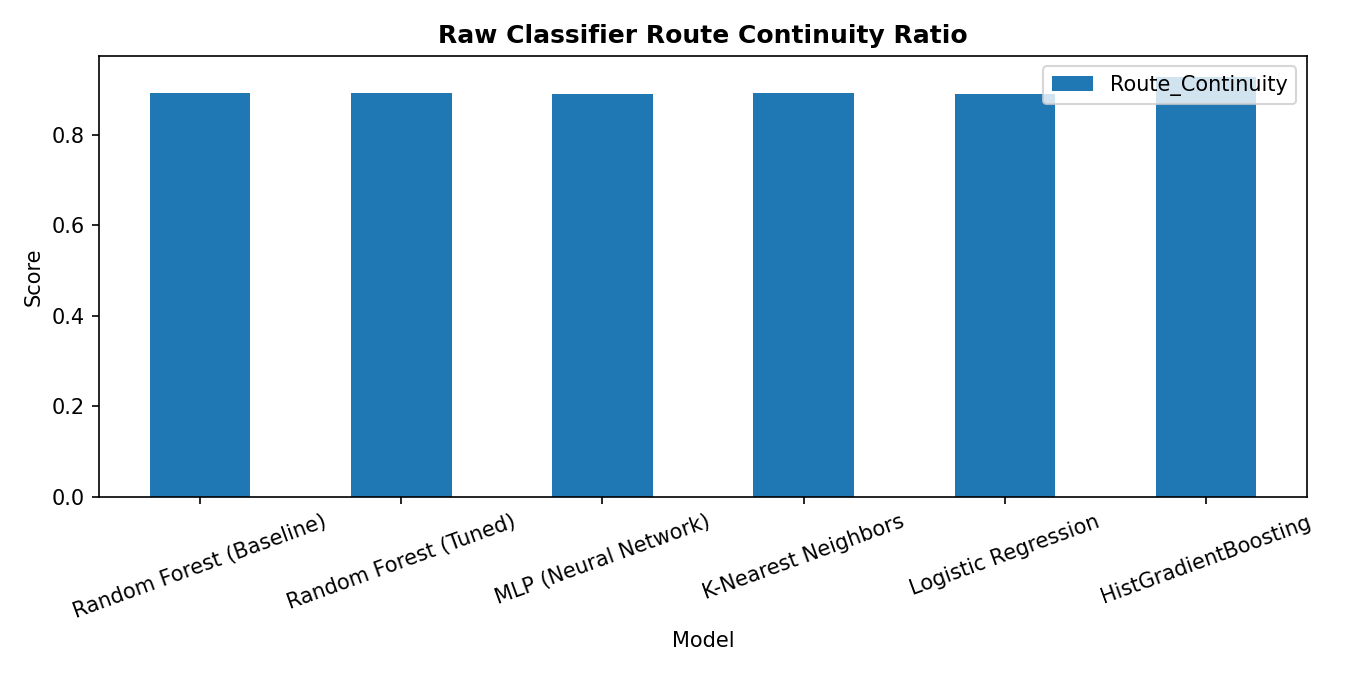 Raw Classifier Route Continuity Ratio
Route_Continuity
0.8
0.6
0.4
0.2
0.0
Score
Random Forest (Baseline)
Random Forest (Tuned)
MLP (Neural Network)
K-Nearest Neighbors
Logistic Regression
HistGradientBoosting
Model